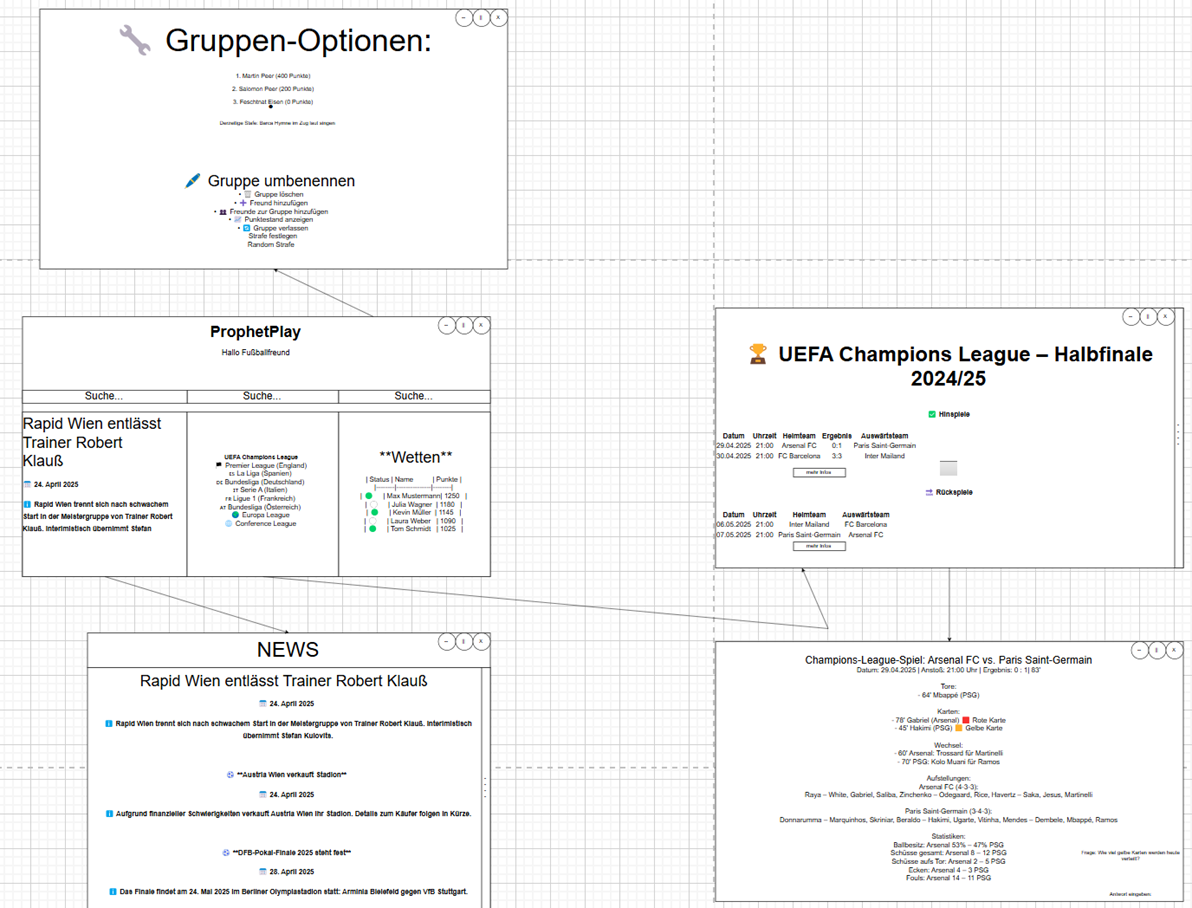 Gruppen-Optionen:
1. Martin Peer (400 Punkte)
2. Salomon Peer (200 Punkte)
3. Feschtnat Eisen (0 Punkte)
Derzeitige Stafe: Barca Hymne im Zug laut singen
Gruppe umbenennen
• Gruppe löschen
• Freund hinzufügen
• Freunde zur Gruppe hinzufügen
• Punktestand anzeigen
• Gruppe verlassen
Strafe festlegen
Random Strafe
ProphetPlay
Hallo Fußballfreund
Suche... Suche... Suche...
Rapid Wien entlässt
Trainer Robert
Klauß
24. April 2025
Rapid Wien trennt sich nach schwachem
Start in der Meistergruppe von Trainer Robert
Klauß. Interimistisch übernimmt Stefan
UEFA Champions League
Premier League (England)
ES La Liga (Spanien)
DE Bundesliga (Deutschland)
IT Serie A (Italien)
FR Ligue 1 (Frankreich)
AT Bundesliga (Österreich)
Europa League
Conference League
**Wetten**
| Status | Name | Punkte |
| | Max Mustermann| 1250 |
| | Julia Wagner | 1180 |
| | Kevin Müller | 1145 |
| | Laura Weber | 1090 |
| | Tom Schmidt | 1025 |
NEWS
Rapid Wien entlässt Trainer Robert Klauß
24. April 2025
Rapid Wien trennt sich nach schwachem Start in der Meistergruppe von Trainer Robert Klauß. Interimistisch
übernimmt Stefan Kulovits.
**Austria Wien verkauft Stadion**
24. April 2025
Aufgrund finanzieller Schwierigkeiten verkauft Austria Wien ihr Stadion. Details zum Käufer folgen in Kürze.
**DFB-Pokal-Finale 2025 steht fest**
28. April 2025
Das Finale findet am 24. Mai 2025 im Berliner Olympiastadion statt: Arminia Bielefeld gegen VfB Stuttgart.
UEFA Champions League – Halbfinale
2024/25
Hinspiele
Datum Uhrzeit Heimteam Ergebnis Auswärtsteam
29.04.2025 21:00 Arsenal FC 0:1 Paris Saint-Germain
30.04.2025 21:00 FC Barcelona 3:3 Inter Mailand
mehr Infos
Rückspiele
Datum Uhrzeit Heimteam Auswärtsteam
06.05.2025 21:00 Inter Mailand FC Barcelona
07.05.2025 21:00 Paris Saint-Germain Arsenal FC
mehr Infos
Champions-League-Spiel: Arsenal FC vs. Paris Saint-Germain
Datum: 29.04.2025 | Anstoß: 21:00 Uhr | Ergebnis: 0 : 1| 83'
Tore:
- 64' Mbappé (PSG)
Karten:
- 78' Gabriel (Arsenal) Rote Karte
- 45' Hakimi (PSG) Gelbe Karte
Wechsel:
- 60' Arsenal: Trossard für Martinelli
- 70' PSG: Kolo Muani für Ramos
Aufstellungen:
Arsenal FC (4-3-3):
Raya – White, Gabriel, Saliba, Zinchenko – Odegaard, Rice, Havertz – Saka, Jesus, Martinelli
Paris Saint-Germain (3-4-3):
Donnarumma – Marquinhos, Skriniar, Beraldo – Hakimi, Ugarte, Vitinha, Mendes – Dembele, Mbappé, Ramos
Statistiken:
Ballbesitz: Arsenal 53% – 47% PSG
Schüsse gesamt: Arsenal 8 – 12 PSG
Schüsse aufs Tor: Arsenal 2 – 5 PSG
Ecken: Arsenal 4 – 3 PSG
Fouls: Arsenal 14 – 11 PSG
Frage: Wie viel gelbe Karten werden heute
verteilt?
Antwort eingeben: